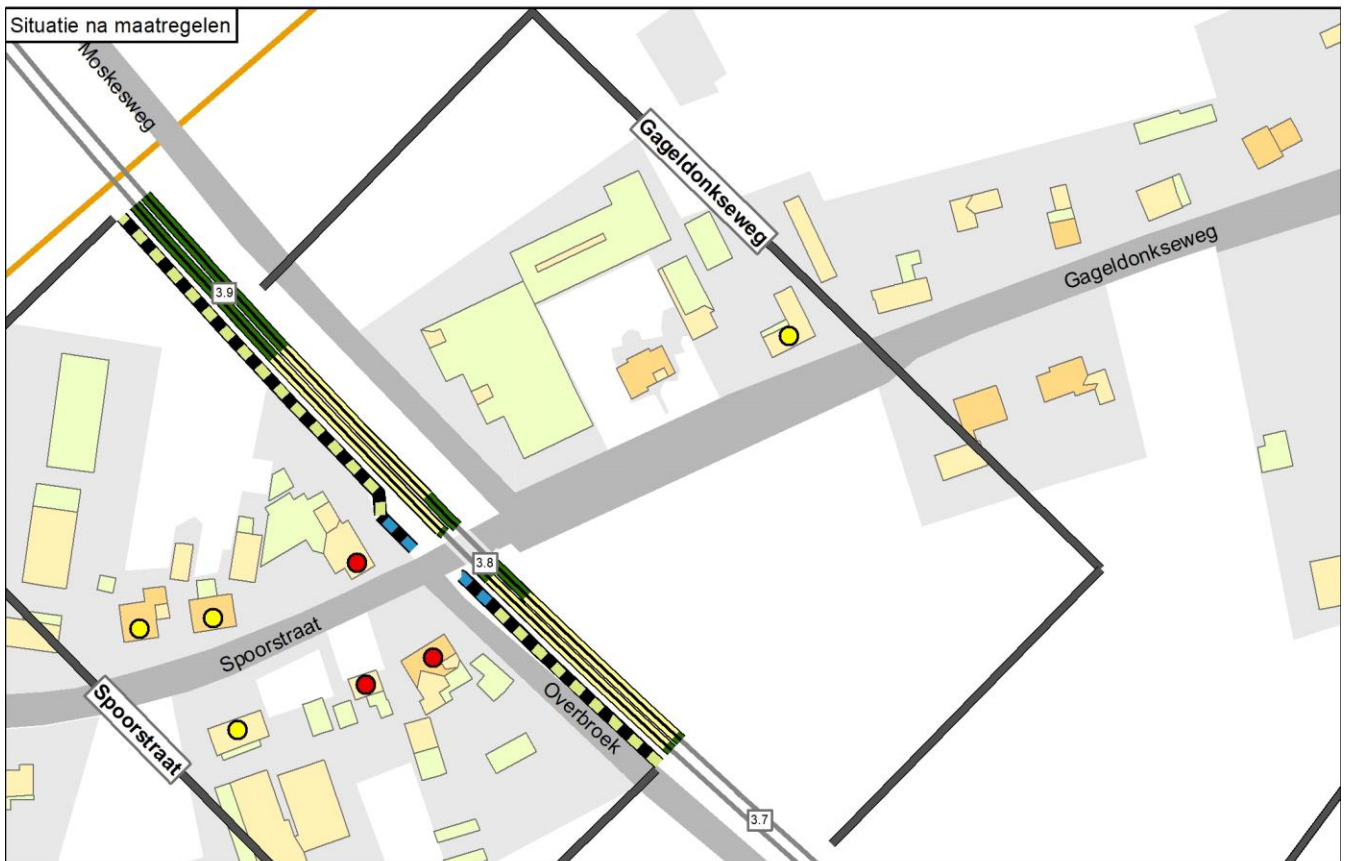 Situatie na maatregelen
Moskesweg
Gageldonkseweg
Gageldonkseweg
3.9
3.8
Spoorstraat
Spoorstraat
Overbroek
3.7